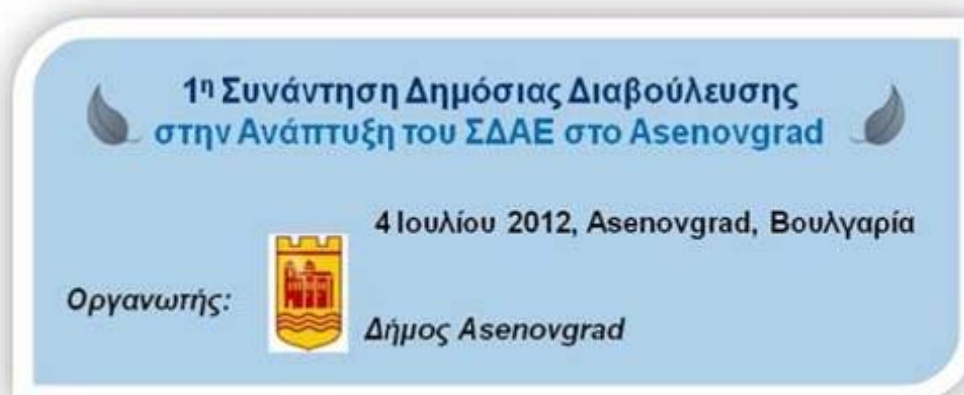 1η Συνάντηση Δημόσιας Διαβούλευσης
στην Ανάπτυξη του ΣΔΑΕ στο Asenovgrad
4 Ιουλίου 2012, Asenovgrad, Βουλγαρία
Οργανωτής:
Δήμος Asenovgrad